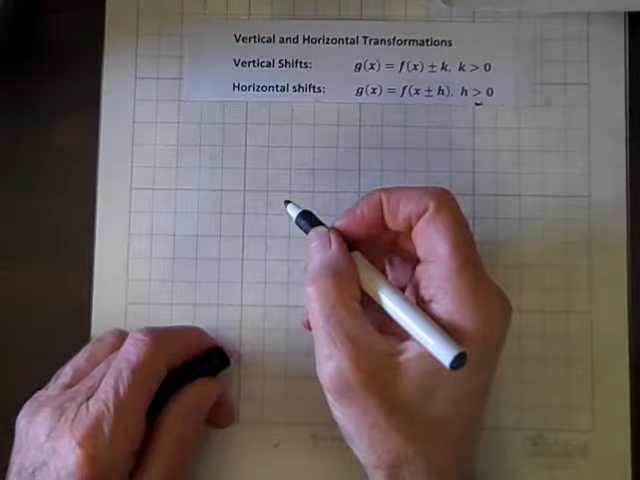 Vertical and Horizontal Transformations
Vertical Shifts: g(x) = f(x) ± k, k > 0
Horizontal shifts: g(x) = f(x ± h), h > 0